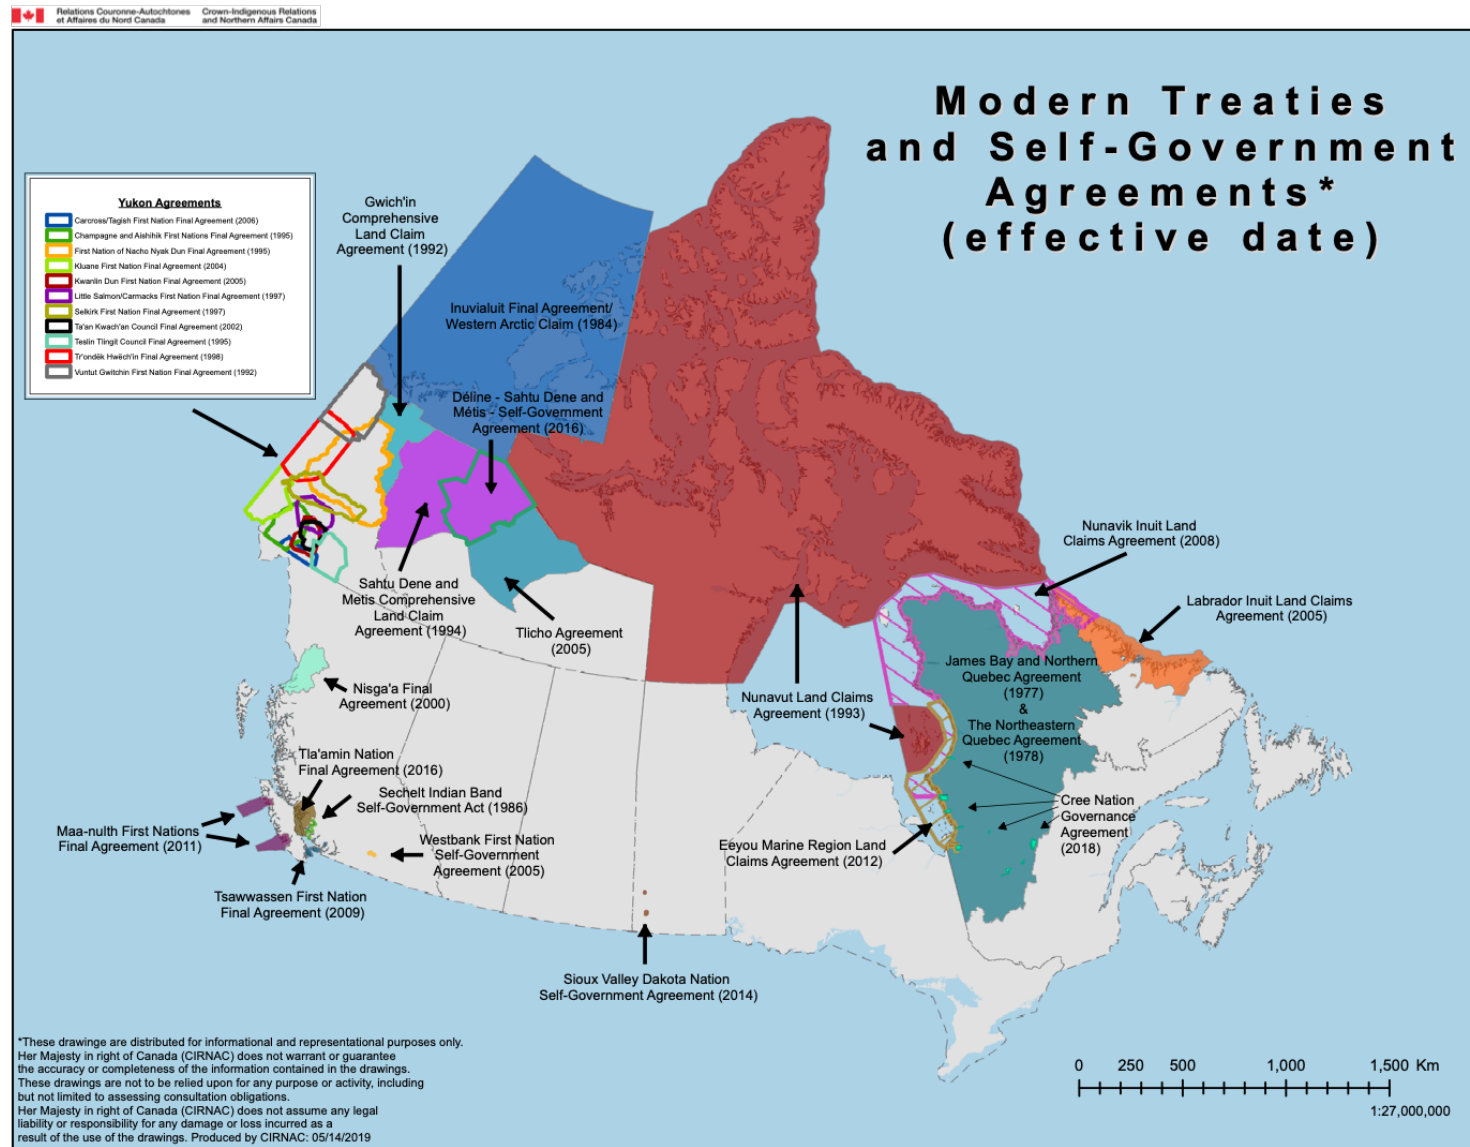 Relations Couronne-Autochtones
et Affaires du Nord Canada
Crown-Indigenous Relations
and Northern Affairs Canada
Modern Treaties
and Self-Government
Agreements*
(effective date)
Yukon Agreements
Carcross/Tagish First Nation Final Agreement (2006)
Champagne and Aishihik First Nations Final Agreement (1995)
First Nation of Nacho Nyak Dun Final Agreement (1995)
Kluane First Nation Final Agreement (2004)
Kwanlin Dun First Nation Final Agreement (2005)
Little Salmon/Carmacks First Nation Final Agreement (1997)
Selkirk First Nation Final Agreement (1997)
Ta'an Kwach'an Council Final Agreement (2002)
Teslin Tlingit Council Final Agreement (1995)
Tr'ondëk Hwëch'in Final Agreement (1998)
Vuntut Gwitchin First Nation Final Agreement (1992)
Gwich'in
Comprehensive
Land Claim
Agreement (1992)
Inuvialuit Final Agreement/
Western Arctic Claim (1984)
Déline - Sahtu Dene and
Métis - Self-Government
Agreement (2016)
Sahtu Dene and
Metis Comprehensive
Land Claim
Agreement (1994)
Tlicho Agreement
(2005)
Nunavik Inuit Land
Claims Agreement (2008)
Labrador Inuit Land Claims
Agreement (2005)
James Bay and Northern
Quebec Agreement
(1977)
&
The Northeastern
Quebec Agreement
(1978)
Nunavut Land Claims
Agreement (1993)
Nisga'a Final
Agreement (2000)
Tla'amin Nation
Final Agreement (2016)
Sechelt Indian Band
Self-Government Act (1986)
Maa-nulth First Nations
Final Agreement (2011)
Westbank First Nation
Self-Government
Agreement (2005)
Tsawwassen First Nation
Final Agreement (2009)
Eeyou Marine Region Land
Claims Agreement (2012)
Cree Nation
Governance
Agreement
(2018)
Sioux Valley Dakota Nation
Self-Government Agreement (2014)
*These drawinge are distributed for informational and representational purposes only.
Her Majesty in right of Canada (CIRNAC) does not warrant or guarantee
the accuracy or completeness of the information contained in the drawings.
These drawings are not to be relied upon for any purpose or activity, including
but not limited to assessing consultation obligations.
Her Majesty in right of Canada (CIRNAC) does not assume any legal
liability or responsibility for any damage or loss incurred as a
result of the use of the drawings. Produced by CIRNAC: 05/14/2019
0 250 500 1,000 1,500 Km
1:27,000,000